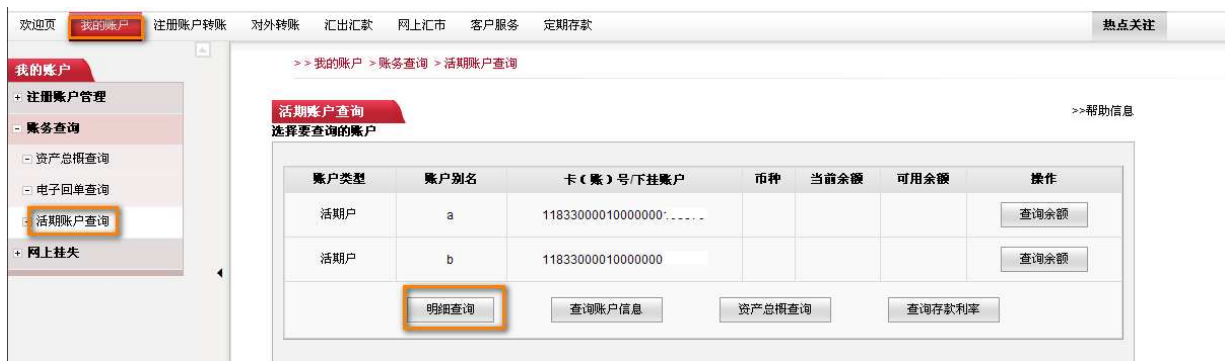 欢迎页 我的账户 注册账户转账 对外转账 汇出汇款 网上汇市 客户服务 定期存款 热点关注
>>我的账户 >账务查询 >活期账户查询
我的账户
+ 注册账户管理
- 账务查询
- 资产总概查询
- 电子回单查询
活期账户查询
+ 网上挂失
活期账户查询 >>帮助信息
选择要查询的账户
账户类型 账户别名 卡(账)号/下挂账户 币种 当前余额 可用余额 操作
活期户 a 11833000010000000 查询余额
活期户 b 11833000010000000 查询余额
明细查询 查询账户信息 资产总概查询 查询存款利率